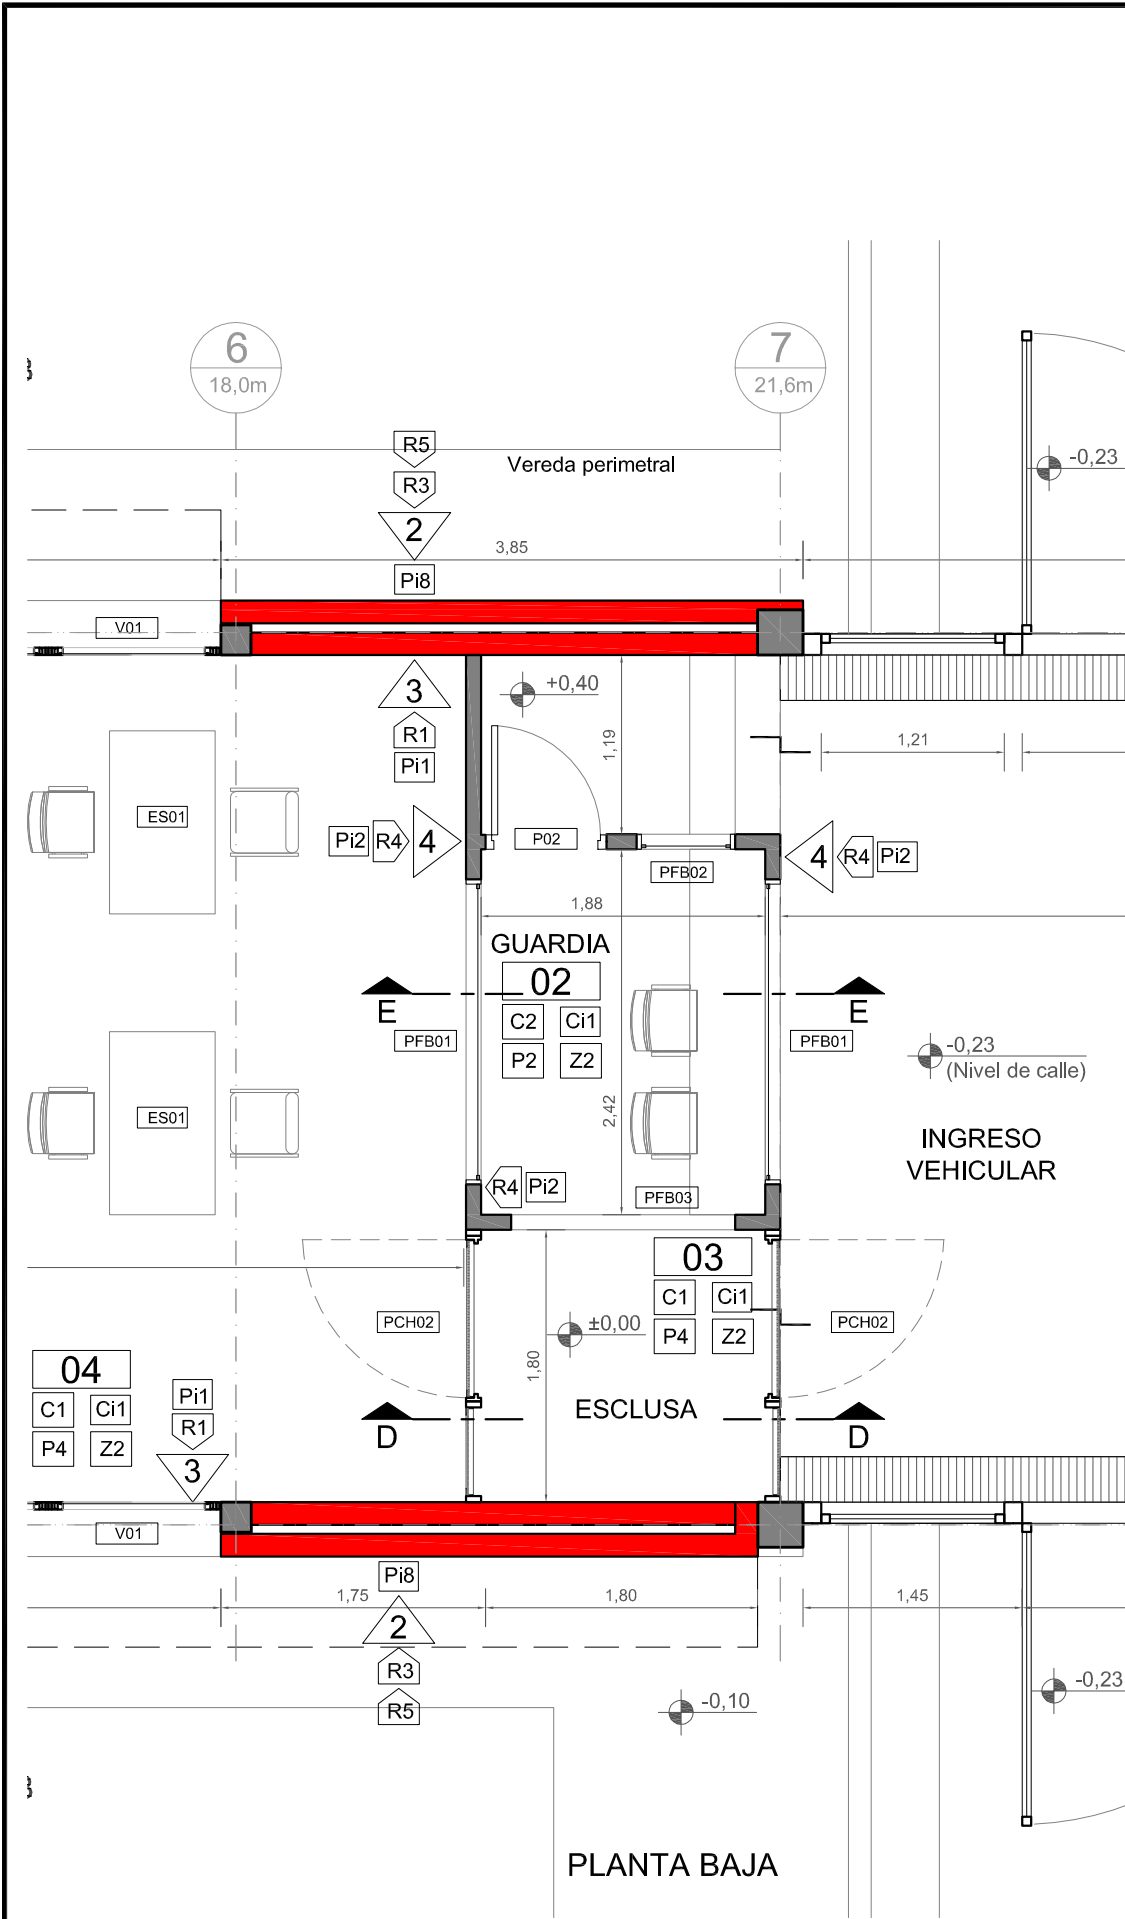 6
18,0m
7
21,6m
R5
Vereda perimetral
-0,23
R3
2
3,85
Pi8
V01
3
+0,40
R1
Pi1
1,19
1,21
ES01
Pi2
R4
4
P02
4
R4
Pi2
PFB02
1,88
GUARDIA
02
C2
Ci1
P2
Z2
E
E
PFB01
PFB01
-0,23
(Nivel de calle)
2,42
ES01
INGRESO
VEHICULAR
R4
Pi2
PFB03
03
C1
Ci1
P4
Z2
PCH02
±0,00
PCH02
1,80
04
C1
Ci1
P4
Z2
Pi1
R1
3
ESCLUSA
D
D
V01
Pi8
1,75
1,80
1,45
2
R3
R5
-0,10
-0,23
PLANTA BAJA